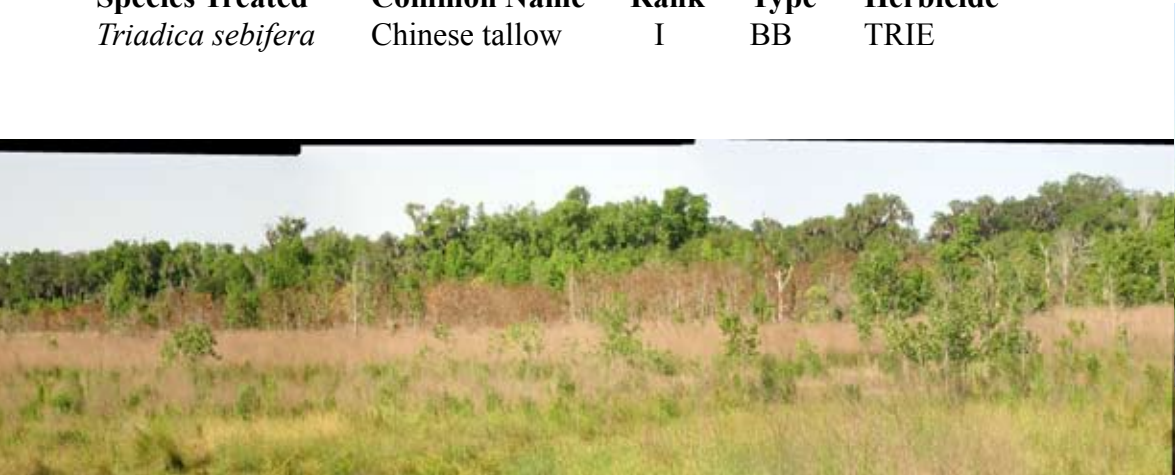 Species Treated Common Name Rank Type Herbicide
Triadica sebifera Chinese tallow I BB TRIE